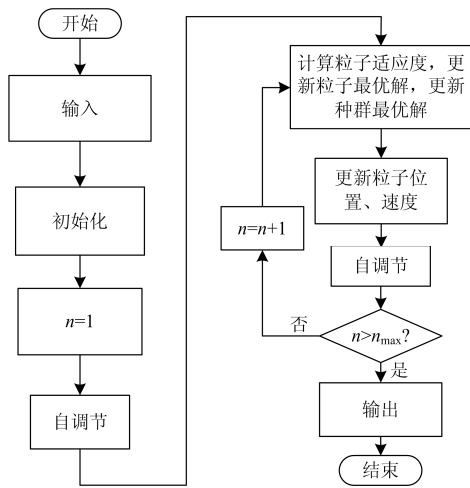 开始
输入
初始化
n=1
自调节
计算粒子适应度，更
新粒子最优解，更新
种群最优解
更新粒子位
置、速度
自调节
n=n+1
n>nmax?
否
是
输出
结束